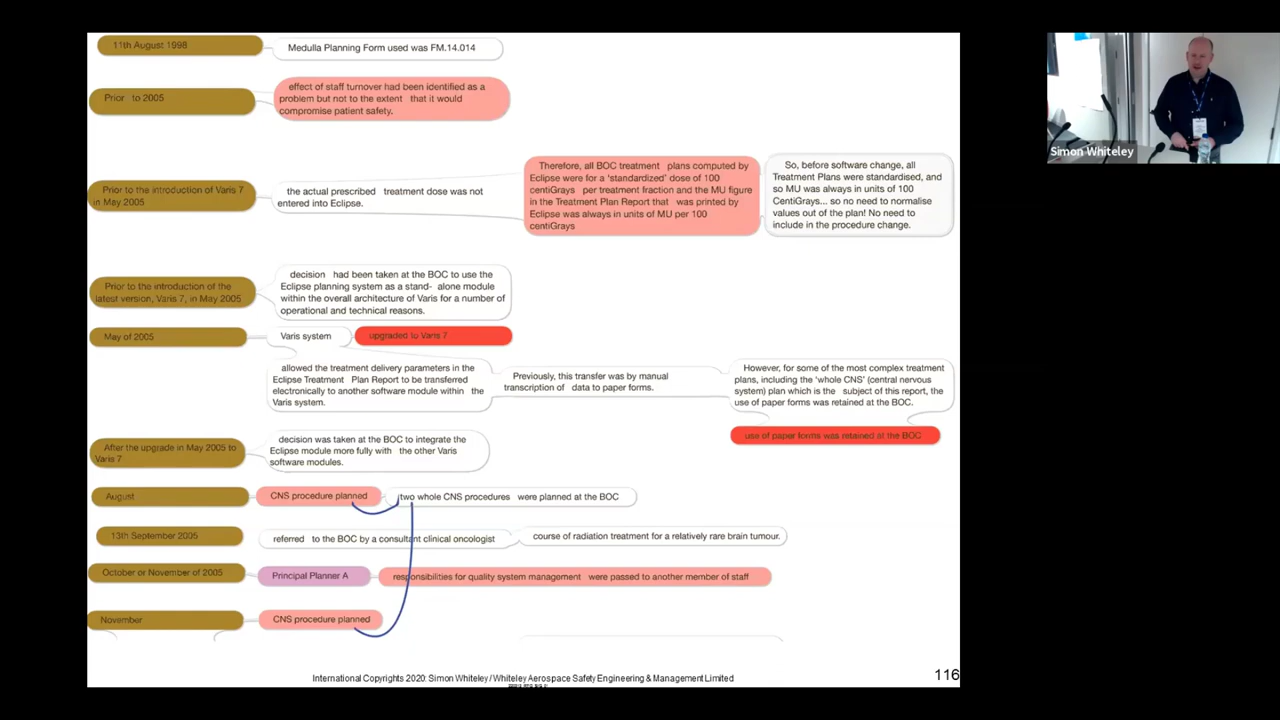 11th August 1998
Medulla Planning Form used was FM.14.014
Prior to 2005
effect of staff turnover had been identified as a
problem but not to the extent that it would
compromise patient safety.
Prior to the introduction of Varis 7
in May 2005
the actual prescribed treatment dose was not
entered into Eclipse.
Therefore, all BOC treatment plans computed by
Eclipse were for a 'standardized' dose of 100
centiGrays per treatment fraction and the MU figure
in the Treatment Plan Report that was printed by
Eclipse was always in units of MU per 100
centiGrays
So, before software change, all
Treatment Plans were standardised, and
so MU was always in units of 100
CentiGrays... so no need to normalise
values out of the plan! No need to
include in the procedure change.
Simon Whiteley
Prior to the introduction of the
latest version, Varis 7, in May 2005
decision had been taken at the BOC to use the
Eclipse planning system as a stand- alone module
within the overall architecture of Varis for a number of
operational and technical reasons.
May of 2005
Varis system
upgraded to Varis 7
allowed the treatment delivery parameters in the
Eclipse Treatment Plan Report to be transferred
electronically to another software module within the
Varis system.
Previously, this transfer was by manual
transcription of data to paper forms.
However, for some of the most complex treatment
plans, including the 'whole CNS' (central nervous
system) plan which is the subject of this report, the
use of paper forms was retained at the BOC.
use of paper forms was retained at the BOC
After the upgrade in May 2005 to
Varis 7
decision was taken at the BOC to integrate the
Eclipse module more fully with the other Varis
software modules.
August
CNS procedure planned
two whole CNS procedures were planned at the BOC
13th September 2005
referred to the BOC by a consultant clinical oncologist
course of radiation treatment for a relatively rare brain tumour.
October or November of 2005
Principal Planner A
responsibilities for quality system management were passed to another member of staff
November
CNS procedure planned
International Copyrights 2020: Simon Whiteley / Whiteley Aerospace Safety Engineering & Management Limited
116